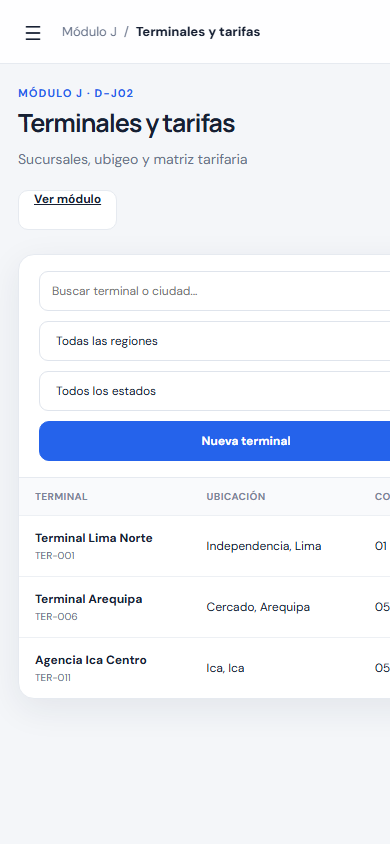 ☰ Módulo J / Terminales y tarifas
MÓDULO J · D-J02
Terminales y tarifas
Sucursales, ubigeo y matriz tarifaria
Ver módulo
Buscar terminal o ciudad...
Todas las regiones
Todos los estados
Nueva terminal
TERMINAL UBICACIÓN CO
Terminal Lima Norte
TER-001
Independencia, Lima 01
Terminal Arequipa
TER-006
Cercado, Arequipa 05
Agencia Ica Centro
TER-011
Ica, Ica 05